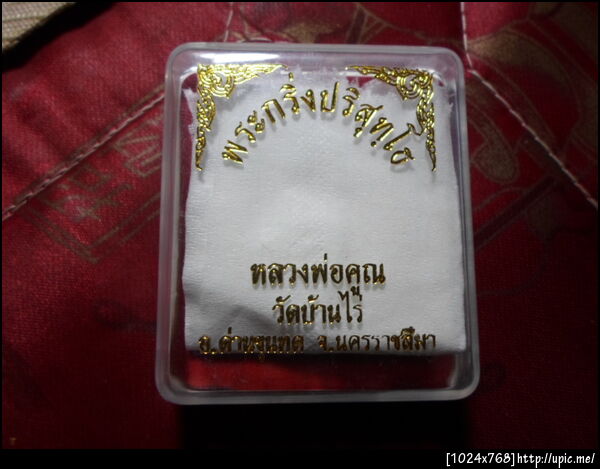 พระกริ่งปริสุทฺโธ
หลวงพ่อคูณ
วัดบ้านไร่
อ.ด่านขุนทด จ.นครราชสีมา
[1024x768]http://upic.me/